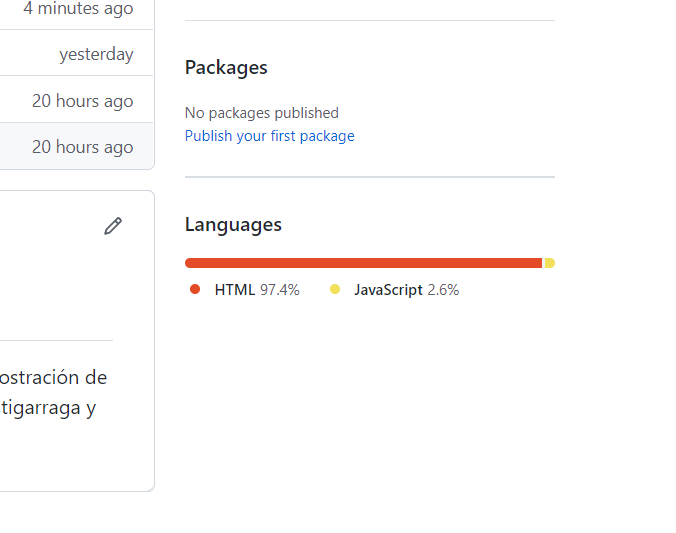 4 minutes ago
yesterday
20 hours ago
20 hours ago
ostración de
tigarraga y
Packages
No packages published
Publish your first package
Languages
HTML 97.4% JavaScript 2.6%